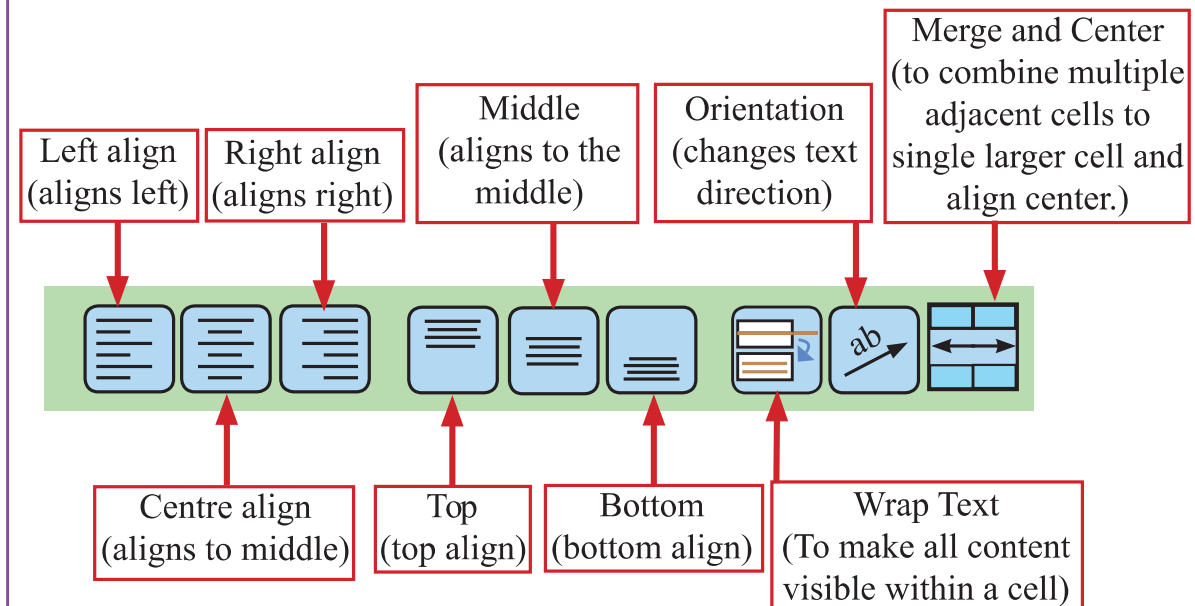 Left align
(aligns left)
Right align
(aligns right)
Middle
(aligns to the
middle)
Orientation
(changes text
direction)
Merge and Center
(to combine multiple
adjacent cells to
single larger cell and
align center.)
ab
Centre align
(aligns to middle)
Top
(top align)
Bottom
(bottom align)
Wrap Text
(To make all content
visible within a cell)